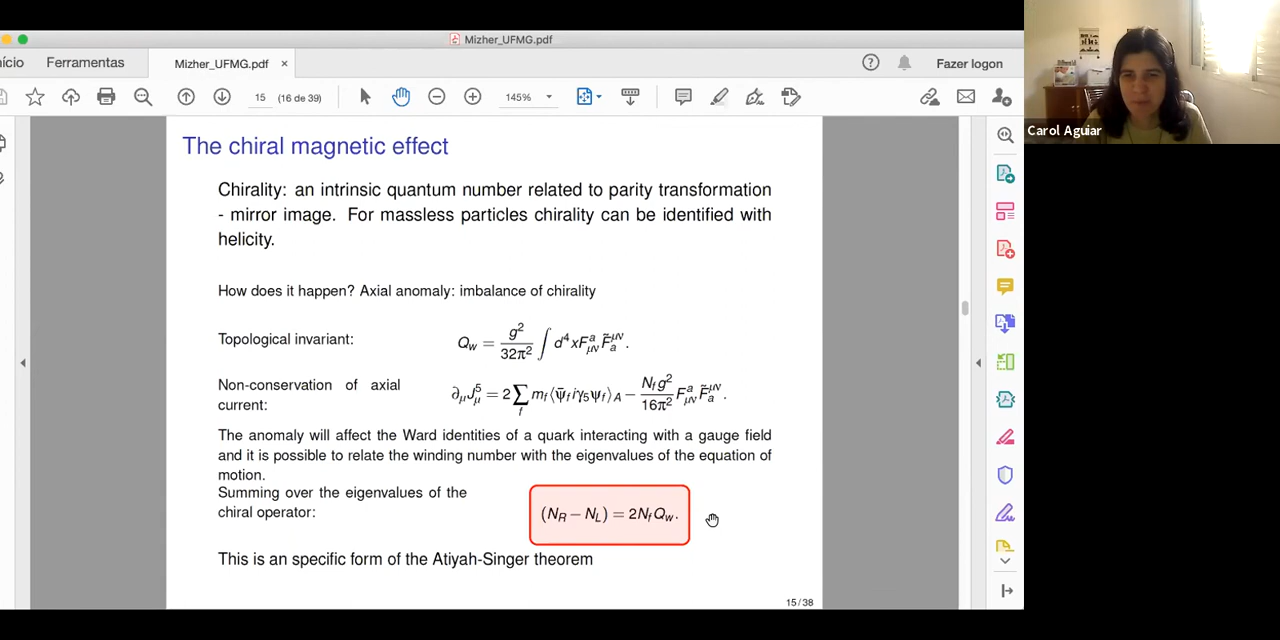 Mizher_UFMG.pdf
nício
Ferramentas
Mizher_UFMG.pdf ×
Fazer logon
15 (16 de 39)
145%
Carol Aguiar
The chiral magnetic effect
Chirality: an intrinsic quantum number related to parity transformation
- mirror image. For massless particles chirality can be identified with
helicity.
How does it happen? Axial anomaly: imbalance of chirality
Topological invariant: Q_w = g²/32π² ∫ d⁴x F^a_μν F̃^μν_a.
Non-conservation of axial
current: ∂_μ J^5_μ = 2 ∑_f m_f ⟨ψ̄_f iγ_5 ψ_f⟩_A − N_f g²/16π² F^a_μν F̃^μν_a.
The anomaly will affect the Ward identities of a quark interacting with a gauge field
and it is possible to relate the winding number with the eigenvalues of the equation of
motion.
Summing over the eigenvalues of the
chiral operator: (N_R − N_L) = 2N_f Q_w.
This is an specific form of the Atiyah-Singer theorem
15/38